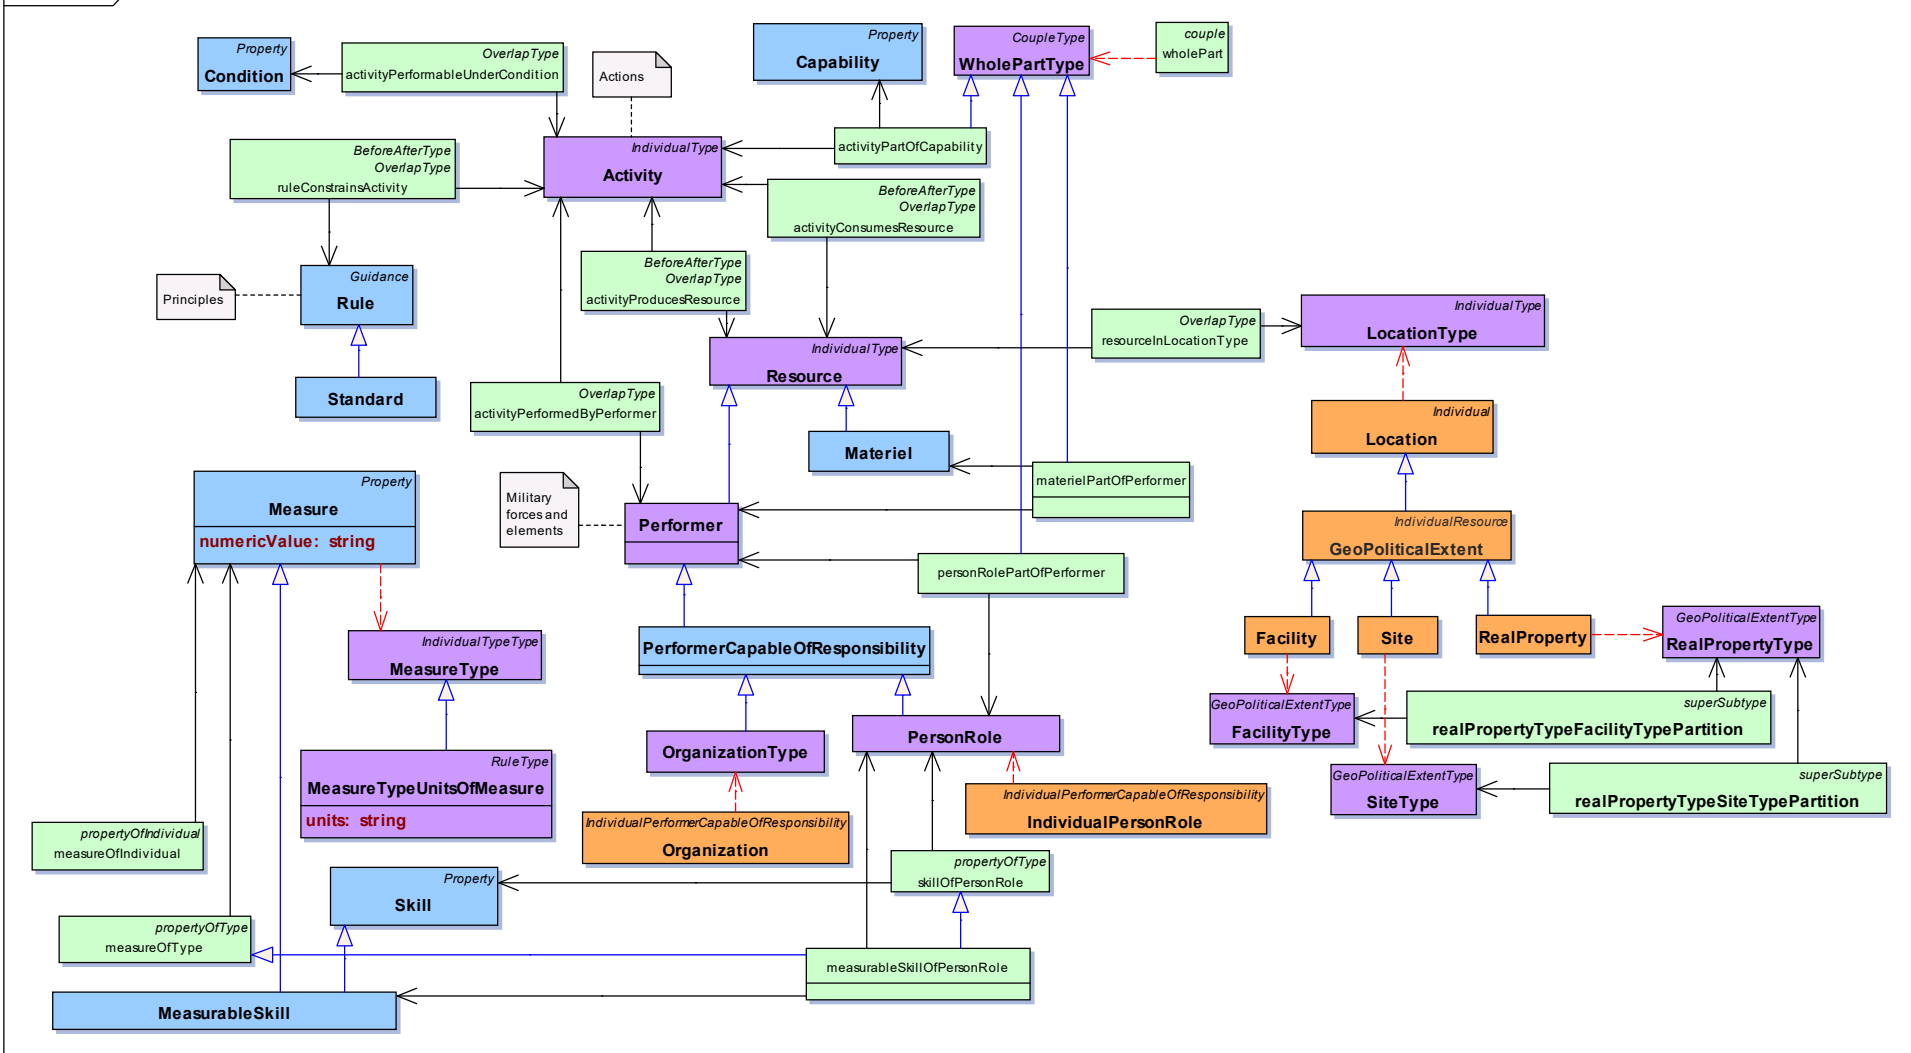 Property
Condition
OverlapType
activityPerformableUnderCondition
Actions
Property
Capability
CoupleType
WholePartType
couple
wholePart
BeforeAfterType
OverlapType
ruleConstrainsActivity
IndividualType
Activity
activityPartOfCapability
BeforeAfterType
OverlapType
activityConsumesResource
Principles
Guidance
Rule
BeforeAfterType
OverlapType
activityProducesResource
Standard
IndividualType
Resource
OverlapType
resourceInLocationType
IndividualType
LocationType
OverlapType
activityPerformedByPerformer
Materiel
Individual
Location
Property
Measure
numericValue: string
Military
forces and
elements
Performer
materielPartOfPerformer
IndividualResource
GeoPoliticalExtent
personRolePartOfPerformer
IndividualTypeType
MeasureType
PerformerCapableOfResponsibility
Facility
Site
RealProperty
GeoPoliticalExtentType
RealPropertyType
GeoPoliticalExtentType
FacilityType
superSubtype
realPropertyTypeFacilityTypePartition
RuleType
MeasureTypeUnitsOfMeasure
units: string
OrganizationType
PersonRole
GeoPoliticalExtentType
SiteType
superSubtype
realPropertyTypeSiteTypePartition
IndividualPerformerCapableOfResponsibility
Organization
IndividualPerformerCapableOfResponsibility
IndividualPersonRole
propertyOfIndividual
measureOfIndividual
Property
Skill
propertyOfType
skillOfPersonRole
propertyOfType
measureOfType
measurableSkillOfPersonRole
MeasurableSkill